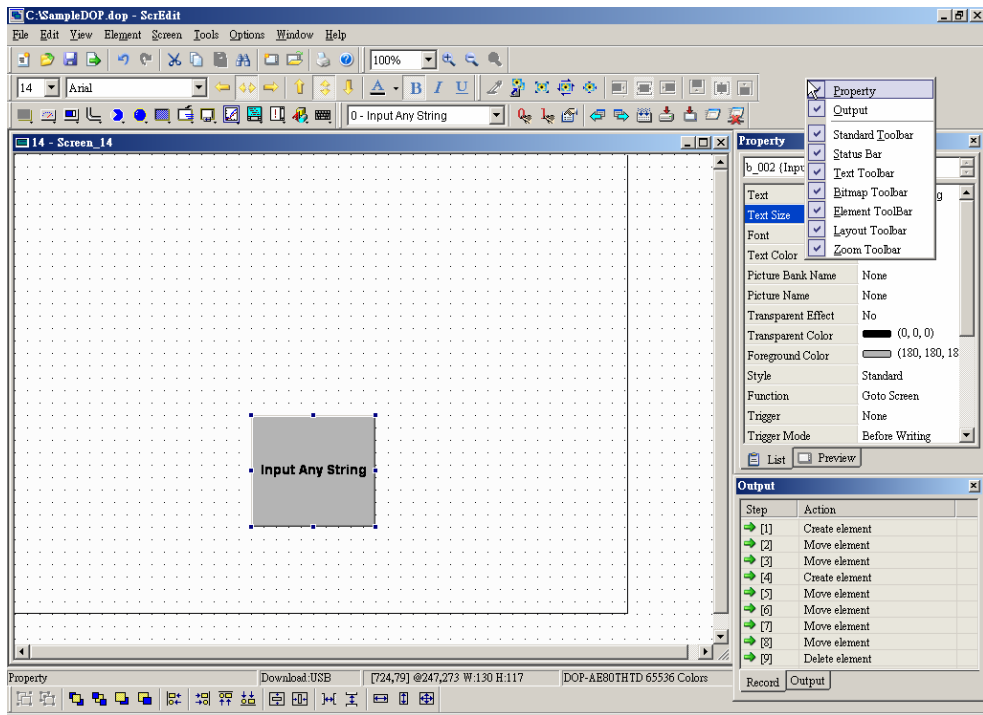 C:\SampleDOP.dop - ScrEdit
File Edit View Element Screen Tools Options Window Help
100%
14 Arial
A B I U
0 - Input Any String
Property
Output
Standard Toolbar
Status Bar
Text Toolbar
Bitmap Toolbar
Element ToolBar
Layout Toolbar
Zoom Toolbar
14 - Screen_14
Input Any String
Property
b_002 {Inpu
Text g
Text Size
Font
Text Color
Picture Bank Name None
Picture Name None
Transparent Effect No
Transparent Color (0, 0, 0)
Foreground Color (180, 180, 18
Style Standard
Function Goto Screen
Trigger None
Trigger Mode Before Writing
List Preview
Output
Step Action
[1] Create element
[2] Move element
[3] Move element
[4] Create element
[5] Move element
[6] Move element
[7] Move element
[8] Move element
[9] Delete element
Record Output
Property Download:USB [724,79] @247,273 W:130 H:117 DOP-AE80THTD 65536 Colors